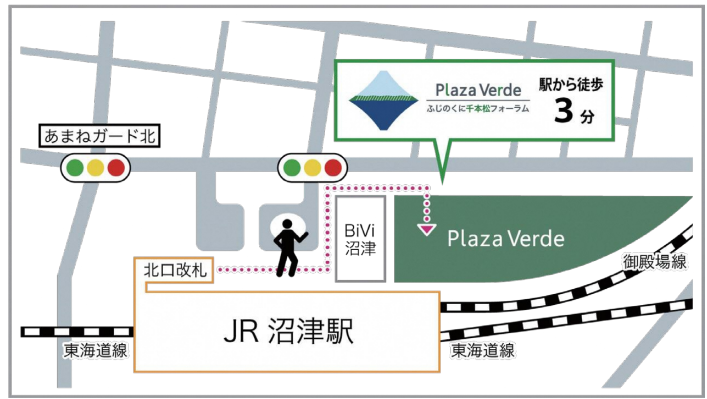 Plaza Verde
ふじのくに千本松フォーラム
駅から徒歩
3分
あまねガード北
BiVi
沼津
Plaza Verde
北口改札
御殿場線
JR 沼津駅
東海道線
東海道線